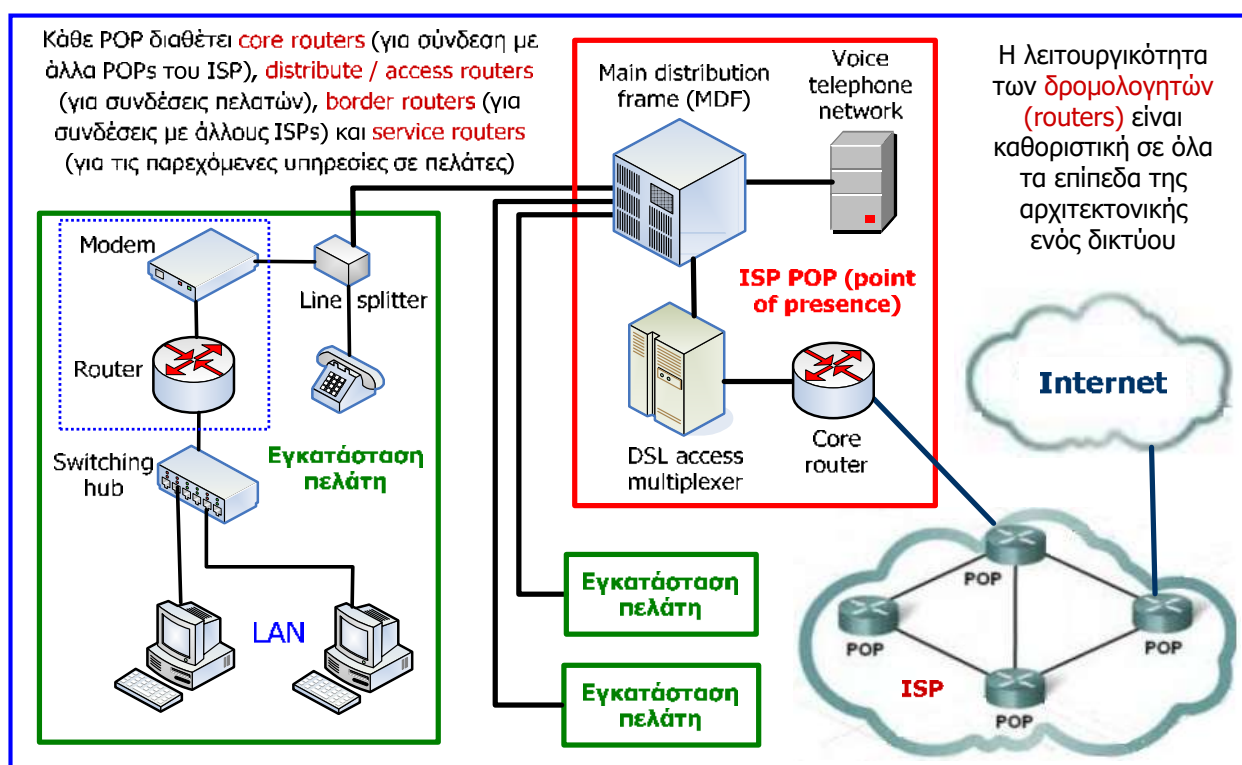 Κάθε POP διαθέτει core routers (για σύνδεση με
άλλα POPs του ISP), distribute / access routers
(για συνδέσεις πελατών), border routers (για
συνδέσεις με άλλους ISPs) και service routers
(για τις παρεχόμενες υπηρεσίες σε πελάτες)
Main distribution
frame (MDF)
Voice
telephone
network
Η λειτουργικότητα
των δρομολογητών
(routers) είναι
καθοριστική σε όλα
τα επίπεδα της
αρχιτεκτονικής
ενός δικτύου
Modem
Line splitter
Router
Switching
hub
Εγκατάσταση
πελάτη
LAN
ISP POP (point
of presence)
DSL access
multiplexer
Core
router
Internet
Εγκατάσταση
πελάτη
Εγκατάσταση
πελάτη
POP
POP
POP
POP
ISP